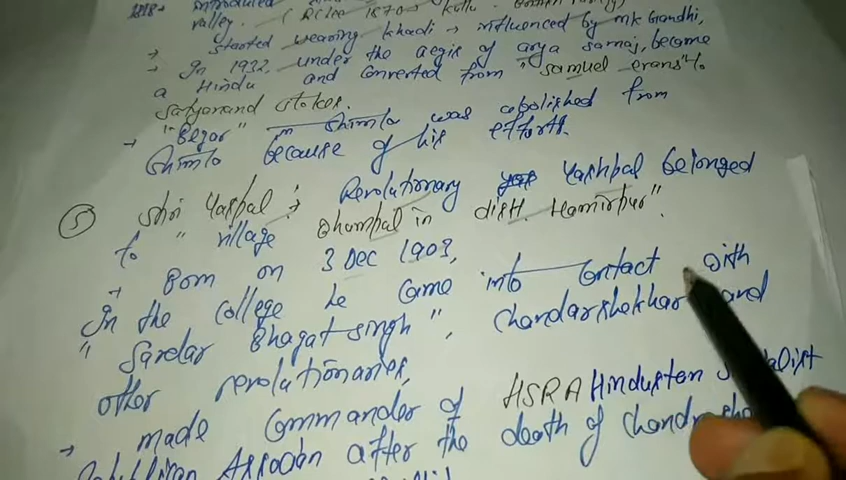 introduced
valley.
started wearing khadi → influenced by mk Gandhi,
→ In 1932, under the aegis of arya samaj, become
a Hindu and converted from "samuel evans" to
satyanand stokes.
→ "Begar" in Shimla was abolished from
Shimla because of his efforts.
(5) Shri Yashpal : Revolutionary Yashpal belonged
to "village Bhumpal in distt. Hamirpur".
→ Born on 3 Dec 1903,
In the college he came into contact with
"Sardar Bhagat singh", Chandarshekhar and
other revolutionaries,
→ made Commander of HSRA Hindustan
after the death of